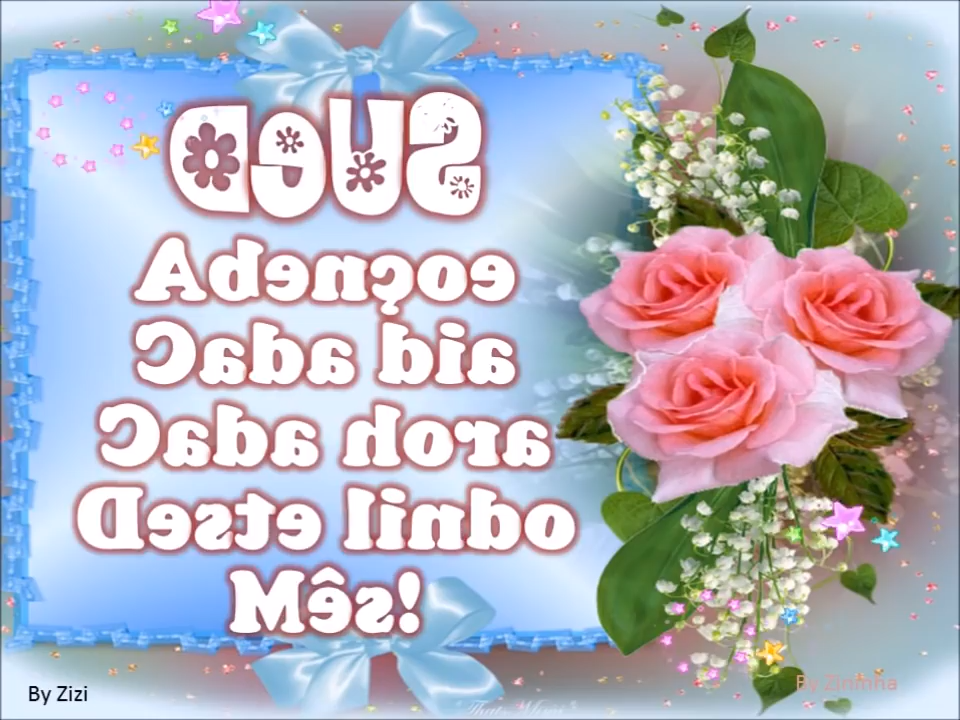 DeUS
Abençoe
Cada dia
Cada hora
Deste lindo
Mês!
By Zizi